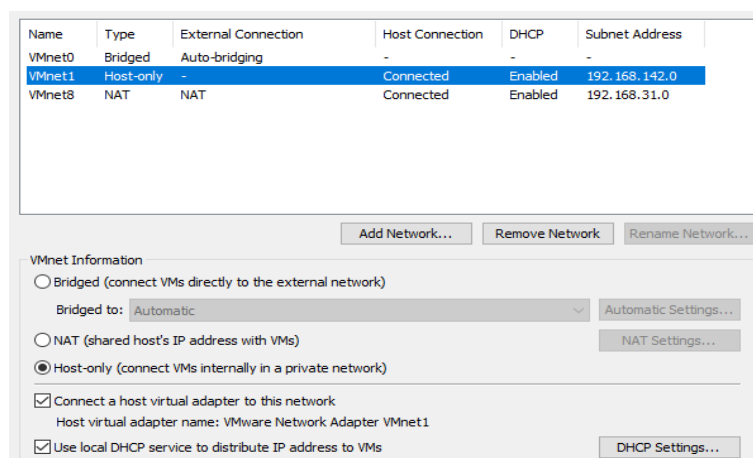 Name Type External Connection Host Connection DHCP Subnet Address
VMnet0 Bridged Auto-bridging - - -
VMnet1 Host-only - Connected Enabled 192.168.142.0
VMnet8 NAT NAT Connected Enabled 192.168.31.0
Add Network... Remove Network Rename Network...
VMnet Information
Bridged (connect VMs directly to the external network)
Bridged to: Automatic Automatic Settings...
NAT (shared host's IP address with VMs) NAT Settings...
Host-only (connect VMs internally in a private network)
Connect a host virtual adapter to this network
Host virtual adapter name: VMware Network Adapter VMnet1
Use local DHCP service to distribute IP address to VMs DHCP Settings...